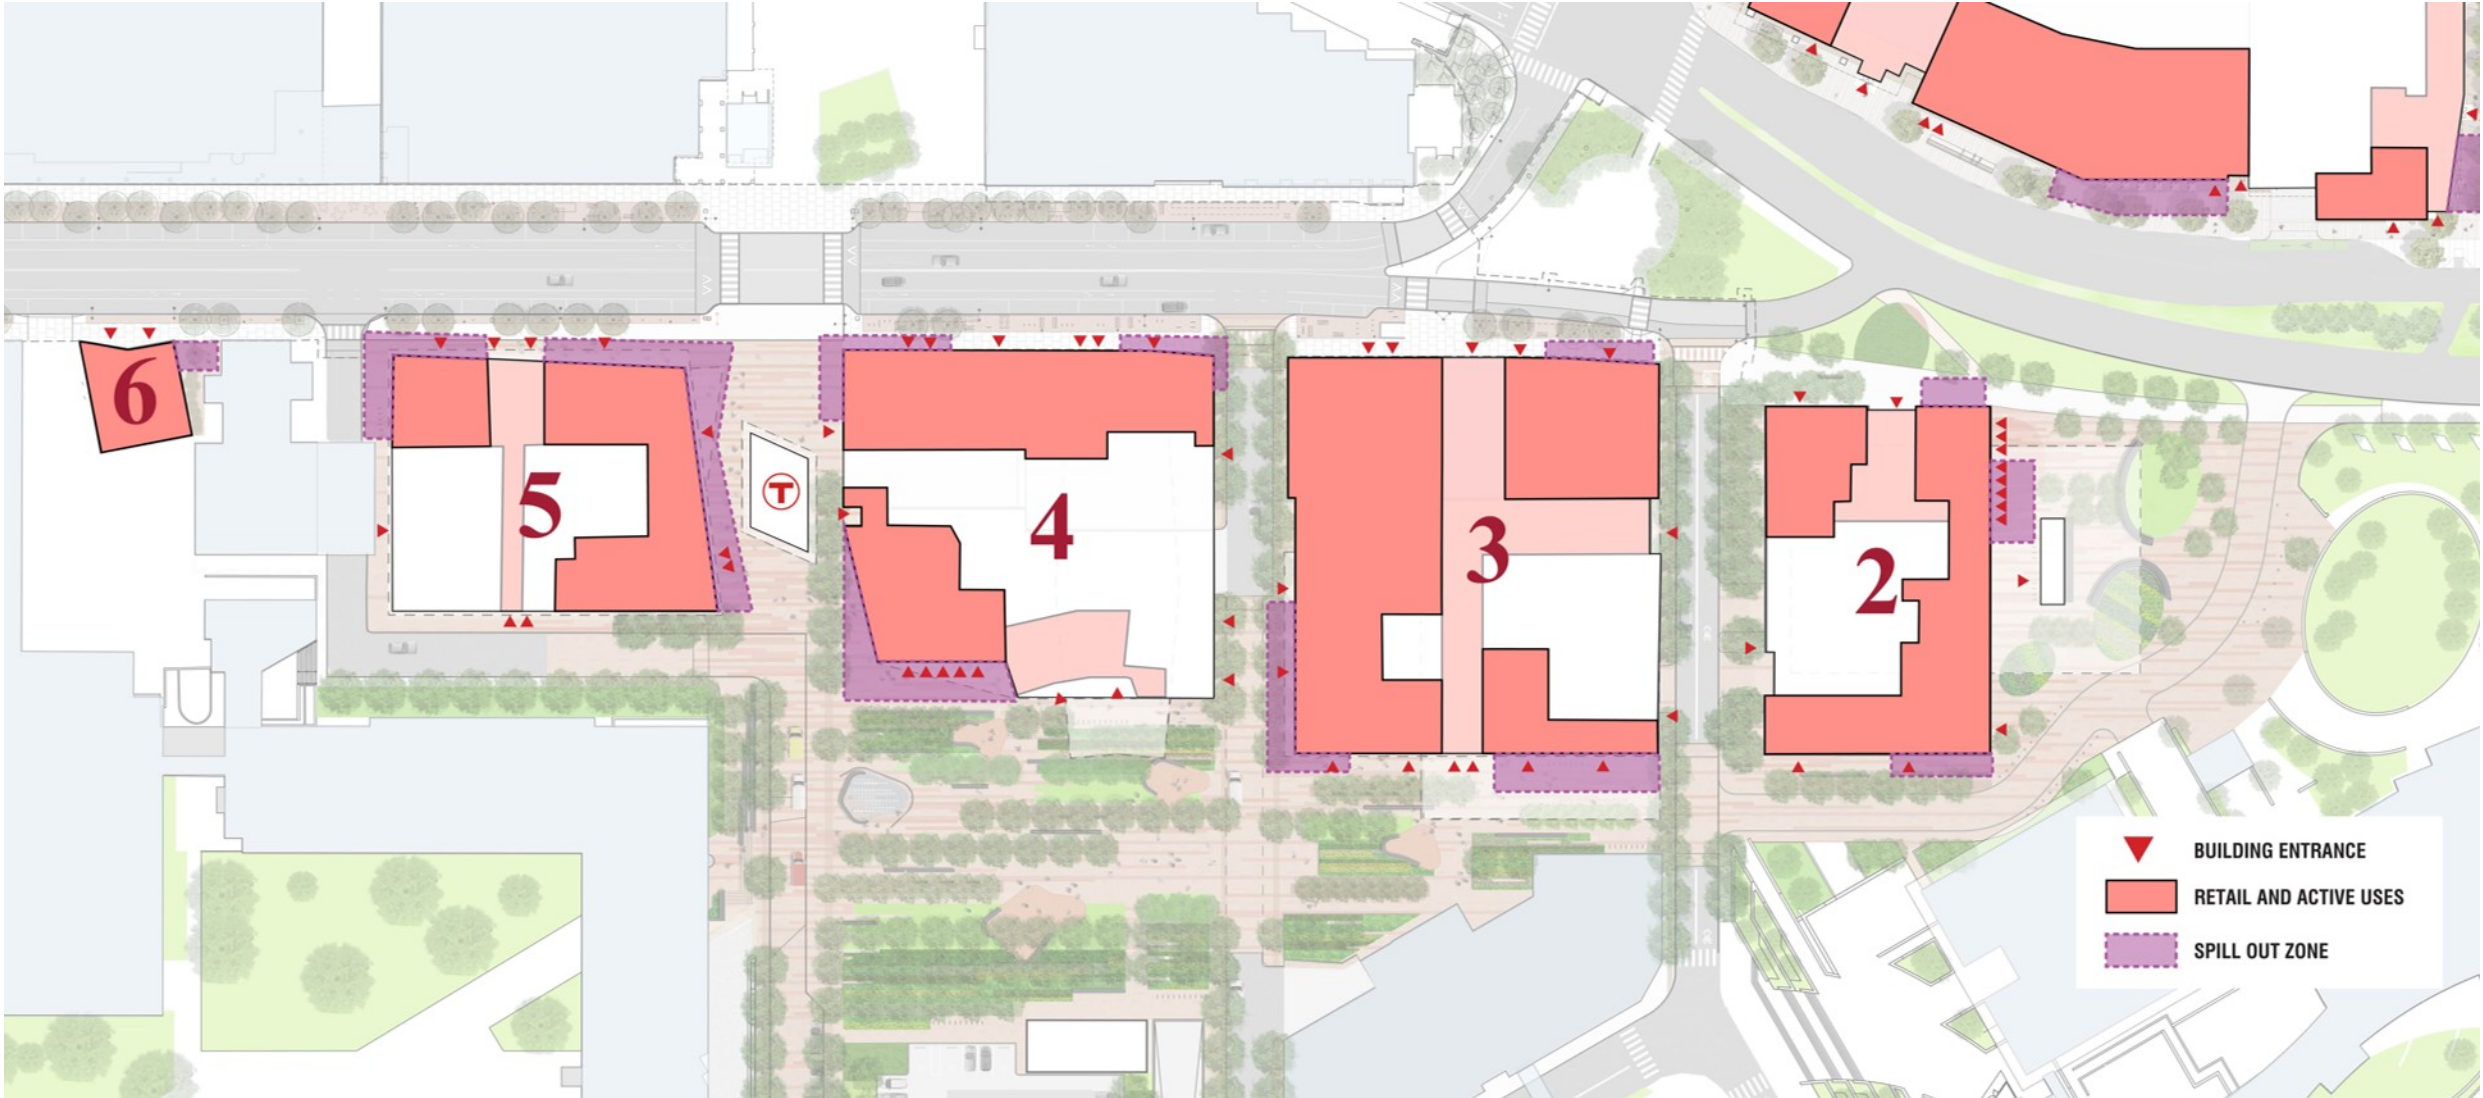 6
5
T
4
3
2
BUILDING ENTRANCE
RETAIL AND ACTIVE USES
SPILL OUT ZONE